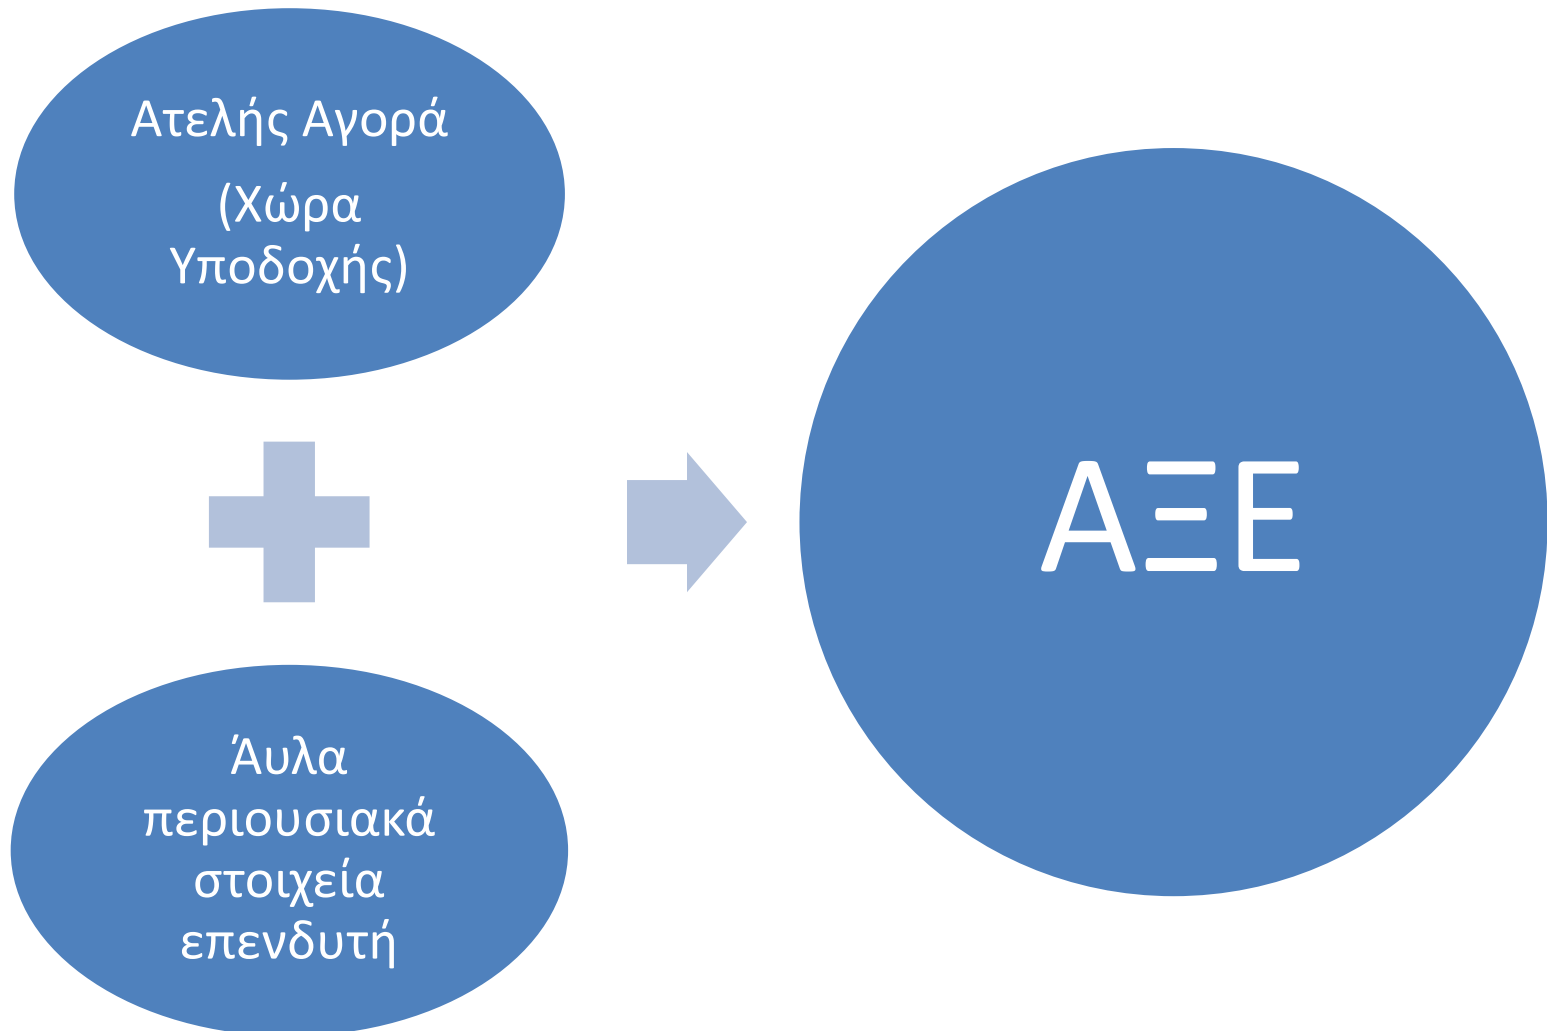 Ατελής Αγορά
(Χώρα
Υποδοχής)
Άυλα
περιουσιακά
στοιχεία
επενδυτή
ΑΞΕ